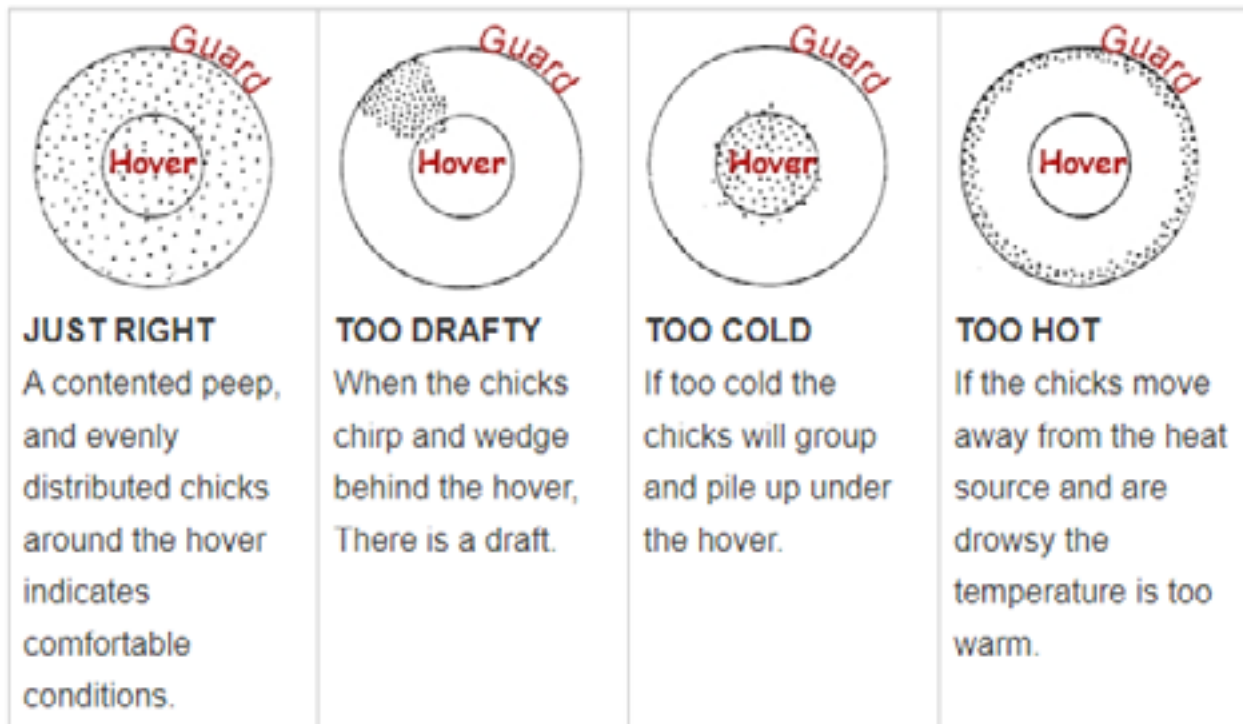 Guard
Hover
JUST RIGHT
A contented peep,
and evenly
distributed chicks
around the hover
indicates
comfortable
conditions.
Guard
Hover
TOO DRAFTY
When the chicks
chirp and wedge
behind the hover,
There is a draft.
Guard
Hover
TOO COLD
If too cold the
chicks will group
and pile up under
the hover.
Guard
Hover
TOO HOT
If the chicks move
away from the heat
source and are
drowsy the
temperature is too
warm.